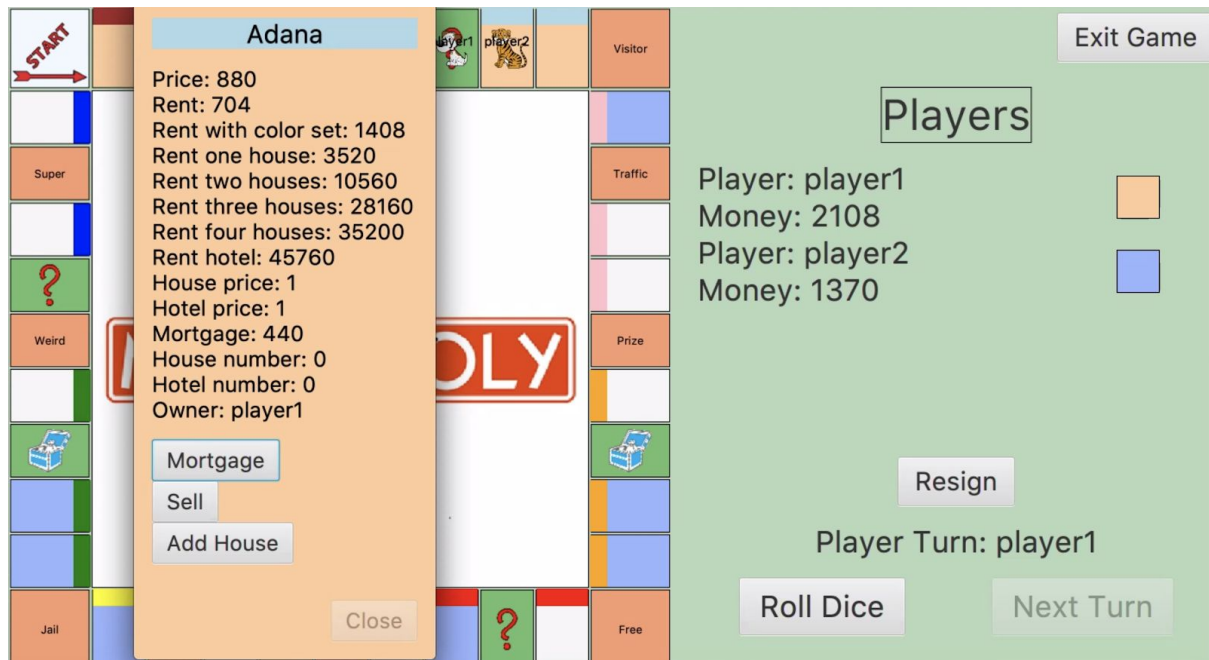 START
Adana
Price: 880
Rent: 704
Rent with color set: 1408
Rent one house: 3520
Rent two houses: 10560
Rent three houses: 28160
Rent four houses: 35200
Rent hotel: 45760
House price: 1
Hotel price: 1
Mortgage: 440
House number: 0
Hotel number: 0
Owner: player1
Mortgage
Sell
Add House
Close
layer1
player2
Visitor
Super
?
Weird
Jail
OLY
Traffic
Prize
?
Free
Exit Game
Players
Player: player1
Money: 2108
Player: player2
Money: 1370
Resign
Player Turn: player1
Roll Dice
Next Turn